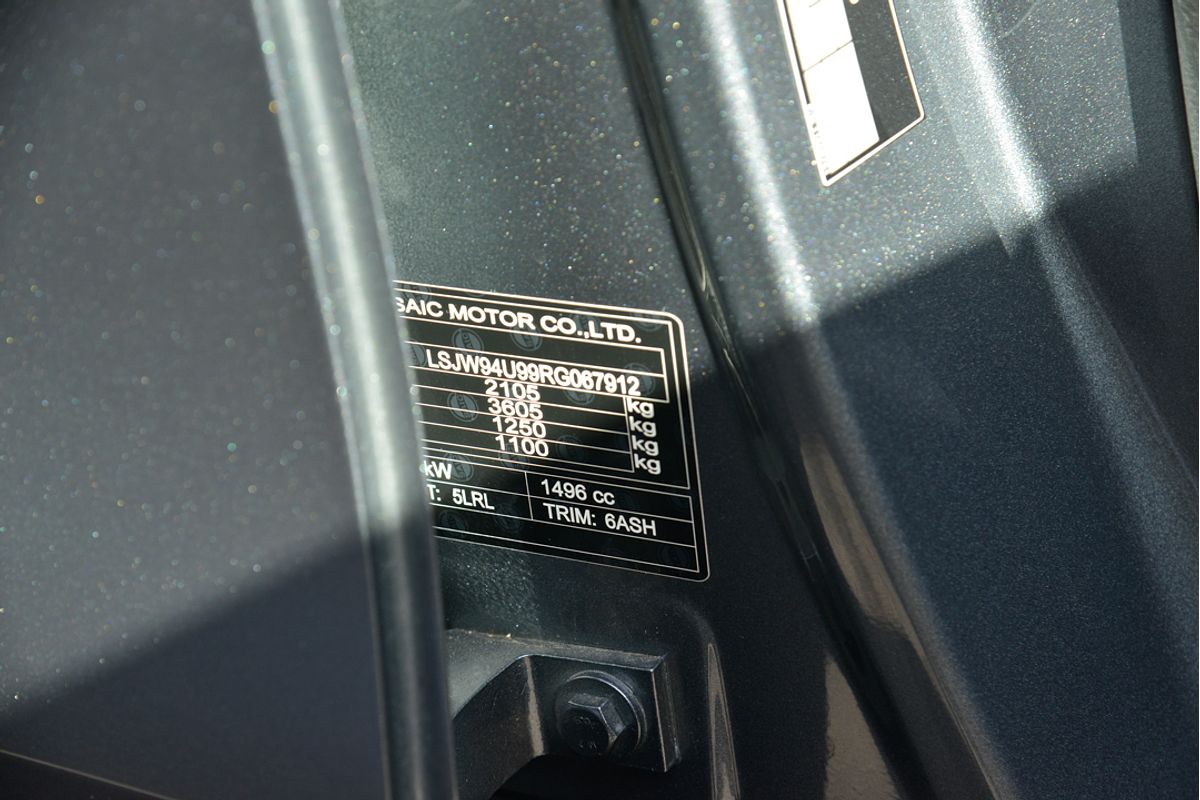 SAIC MOTOR CO.,LTD.
LSJW94U99RG067912
2105 kg
3605 kg
1250 kg
1100 kg
kW 1496 cc
T: 5LRL TRIM: 6ASH